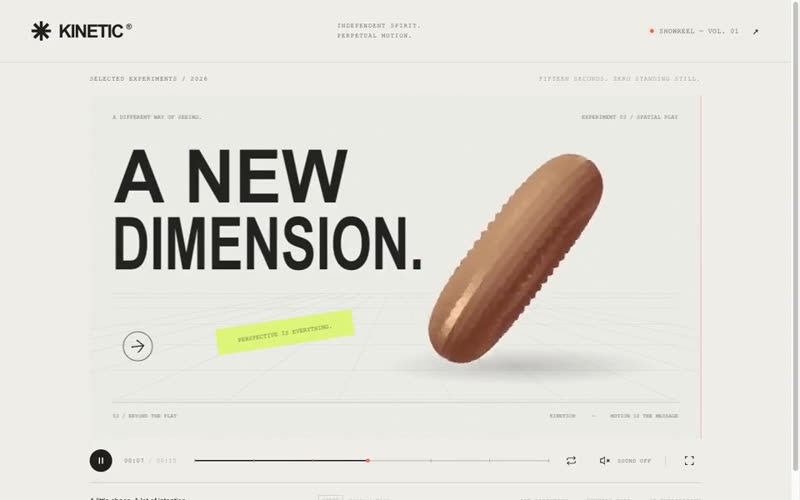 KINETIC®
INDEPENDENT SPIRIT.
PERPETUAL MOTION.
SHOWREEL — VOL. 01 ↗
SELECTED EXPERIMENTS / 2026
FIFTEEN SECONDS. ZERO STANDING STILL.
A DIFFERENT WAY OF SEEING.
EXPERIMENT 03 / SPATIAL PLAY
A NEW
DIMENSION.
PERSPECTIVE IS EVERYTHING.
03 / BEYOND THE FLAT
KINETIC® — MOTION IS THE MESSAGE
00:07 / 00:15
SOUND OFF